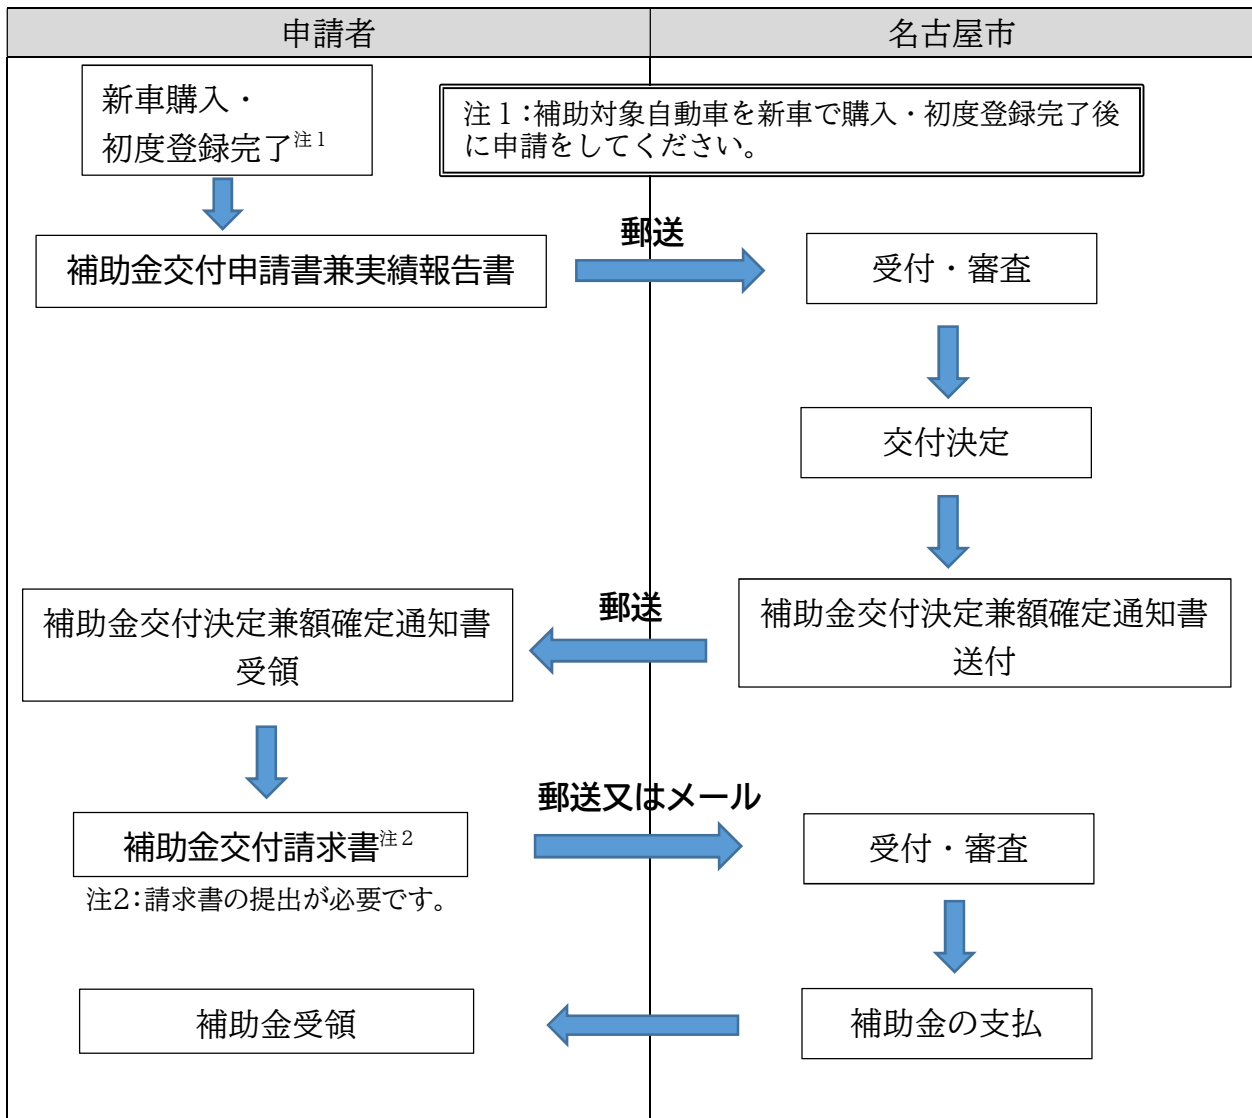 申請者
名古屋市
新車購入・
初度登録完了注１
注１：補助対象自動車を新車で購入・初度登録完了後
に申請をしてください。
補助金交付申請書兼実績報告書
郵送
受付・審査
交付決定
補助金交付決定兼額確定通知書
送付
郵送
補助金交付決定兼額確定通知書
受領
補助金交付請求書注２
注2：請求書の提出が必要です。
郵送又はメール
受付・審査
補助金の支払
補助金受領